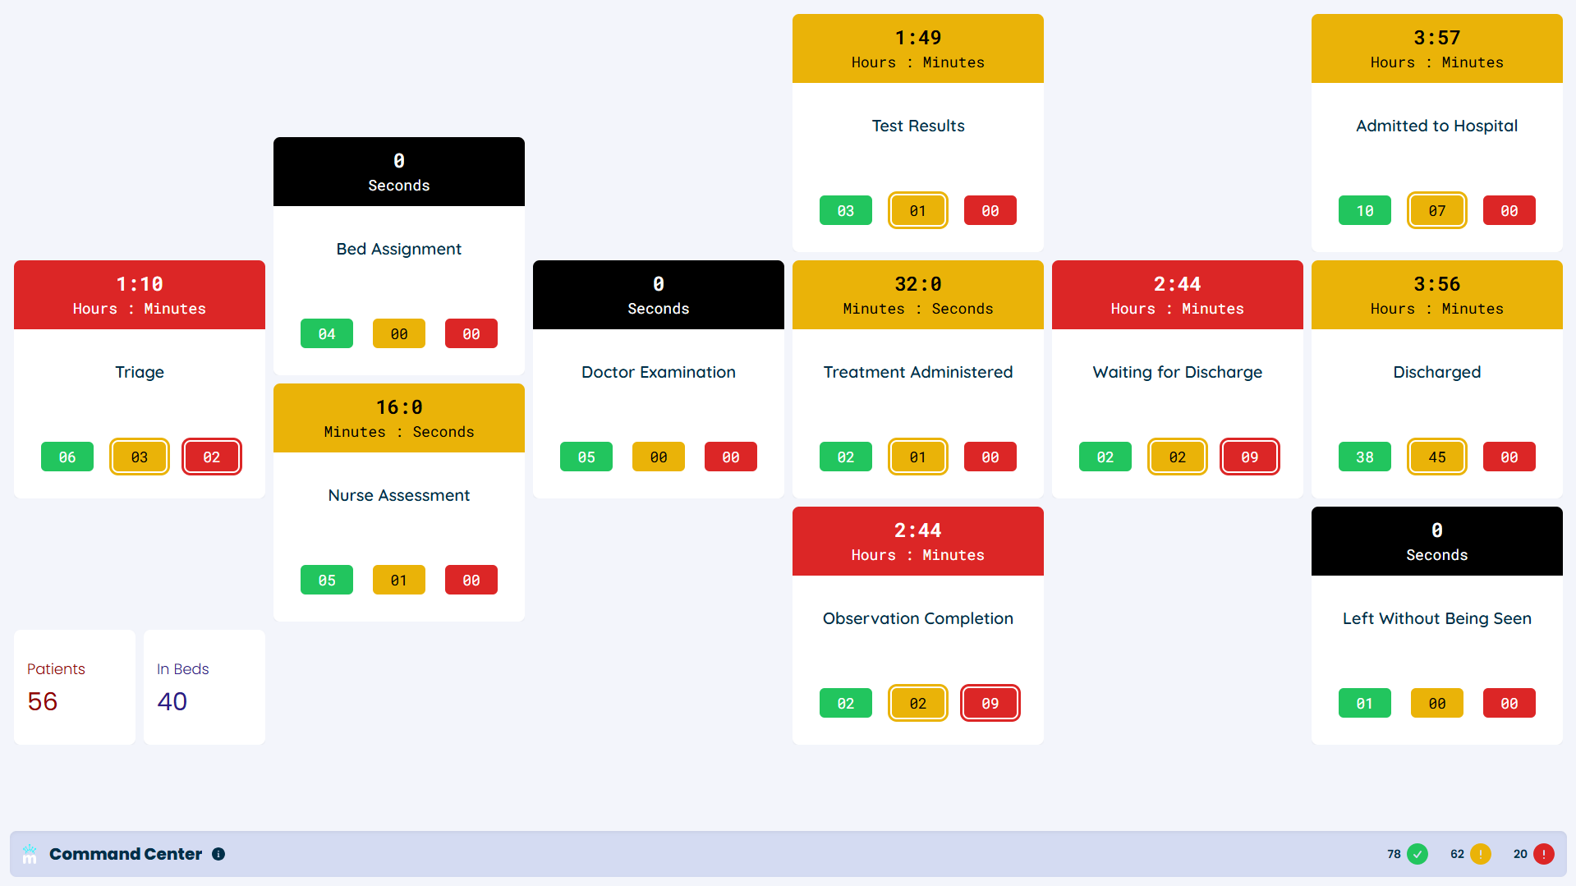 1:49
Hours : Minutes
Test Results
03 01 00
3:57
Hours : Minutes
Admitted to Hospital
10 07 00
0
Seconds
Bed Assignment
04 00 00
1:10
Hours : Minutes
Triage
06 03 02
0
Seconds
Doctor Examination
05 00 00
32:0
Minutes : Seconds
Treatment Administered
02 01 00
2:44
Hours : Minutes
Waiting for Discharge
02 02 09
3:56
Hours : Minutes
Discharged
38 45 00
16:0
Minutes : Seconds
Nurse Assessment
05 01 00
2:44
Hours : Minutes
Observation Completion
02 02 09
0
Seconds
Left Without Being Seen
01 00 00
Patients
56
In Beds
40
m Command Center i
78 62 ! 20 !